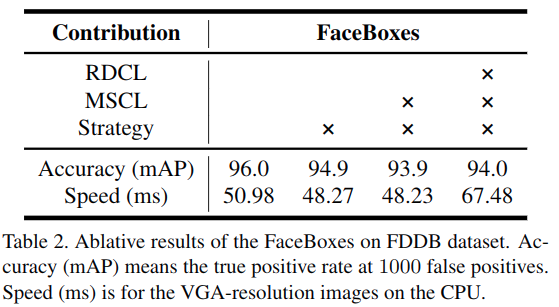 Contribution FaceBoxes
RDCL ×
MSCL × ×
Strategy × × ×
Accuracy (mAP) 96.0 94.9 93.9 94.0
Speed (ms) 50.98 48.27 48.23 67.48
Table 2. Ablative results of the FaceBoxes on FDDB dataset. Ac-
curacy (mAP) means the true positive rate at 1000 false positives.
Speed (ms) is for the VGA-resolution images on the CPU.